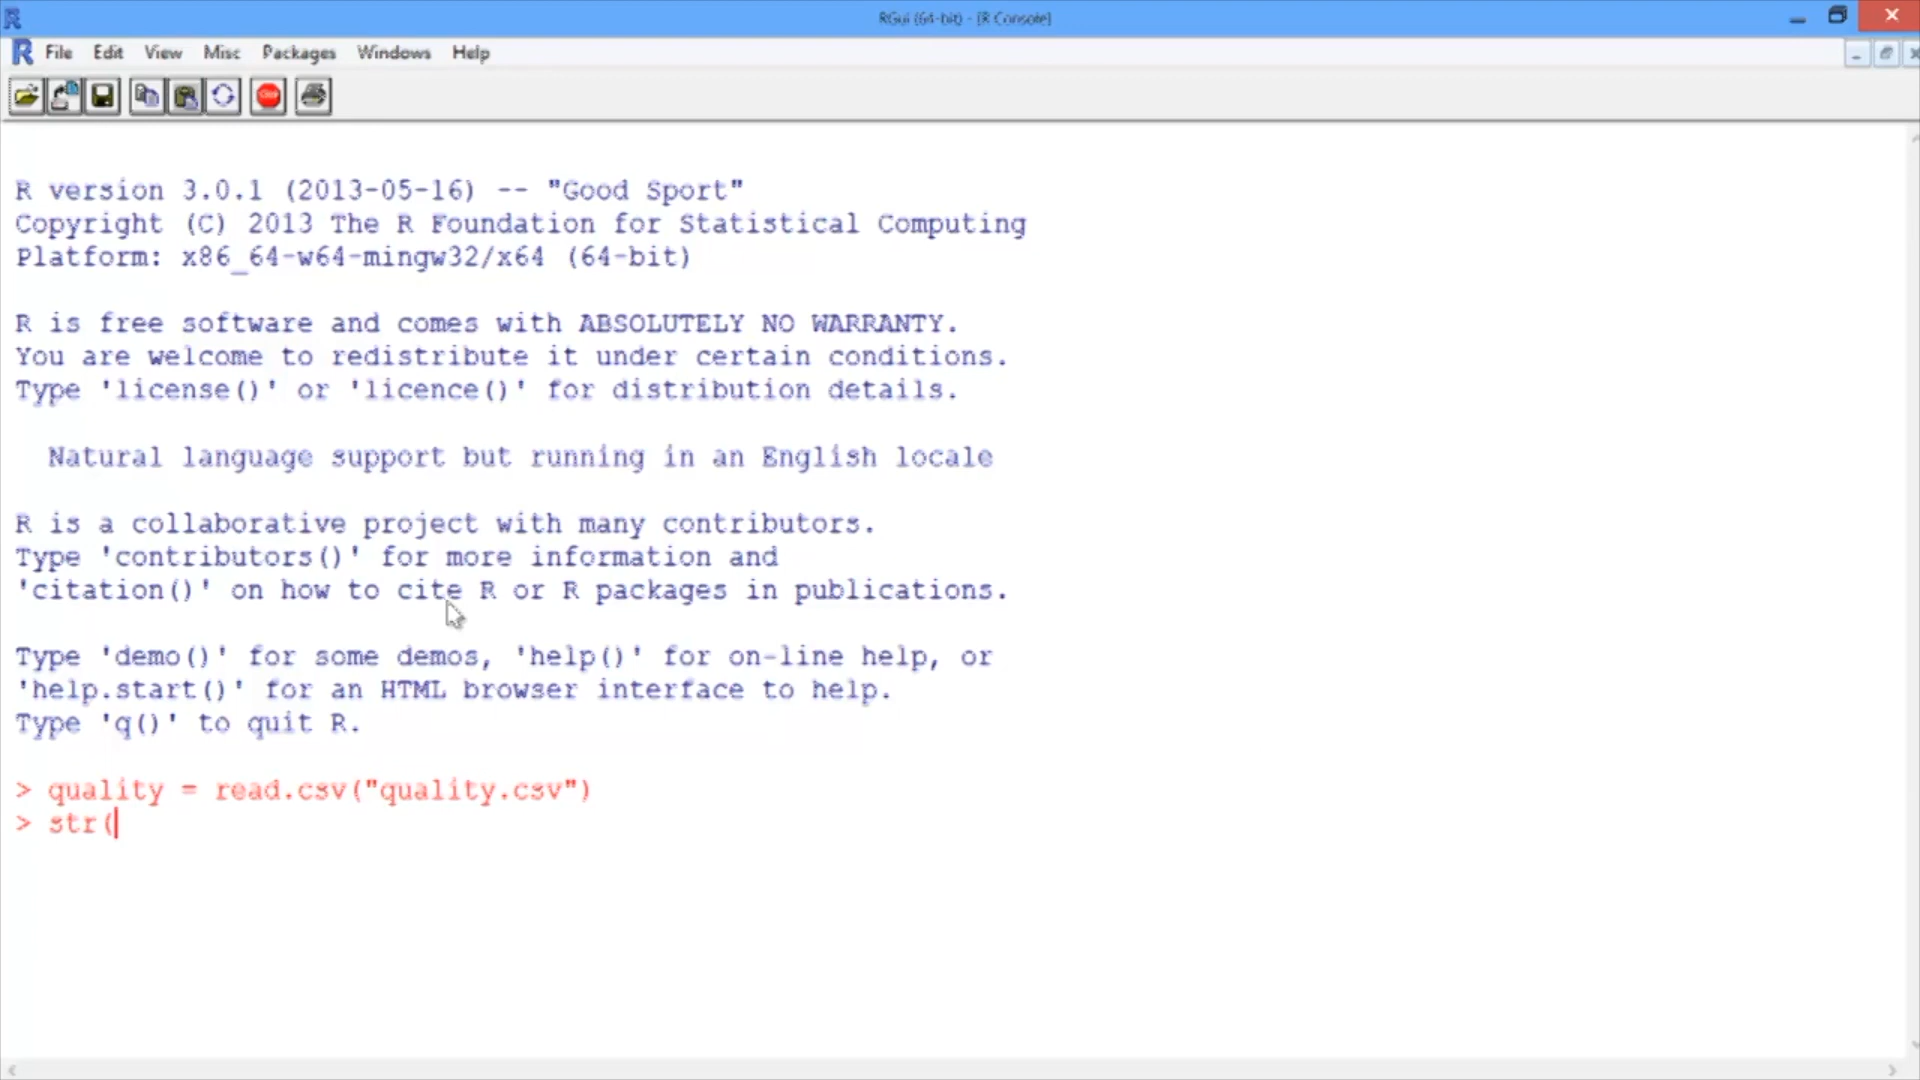 RGui (64-bit) - [R Console]
File Edit View Misc Packages Windows Help
R version 3.0.1 (2013-05-16) -- "Good Sport"
Copyright (C) 2013 The R Foundation for Statistical Computing
Platform: x86_64-w64-mingw32/x64 (64-bit)
R is free software and comes with ABSOLUTELY NO WARRANTY.
You are welcome to redistribute it under certain conditions.
Type 'license()' or 'licence()' for distribution details.
Natural language support but running in an English locale
R is a collaborative project with many contributors.
Type 'contributors()' for more information and
'citation()' on how to cite R or R packages in publications.
Type 'demo()' for some demos, 'help()' for on-line help, or
'help.start()' for an HTML browser interface to help.
Type 'q()' to quit R.
> quality = read.csv("quality.csv")
> str(